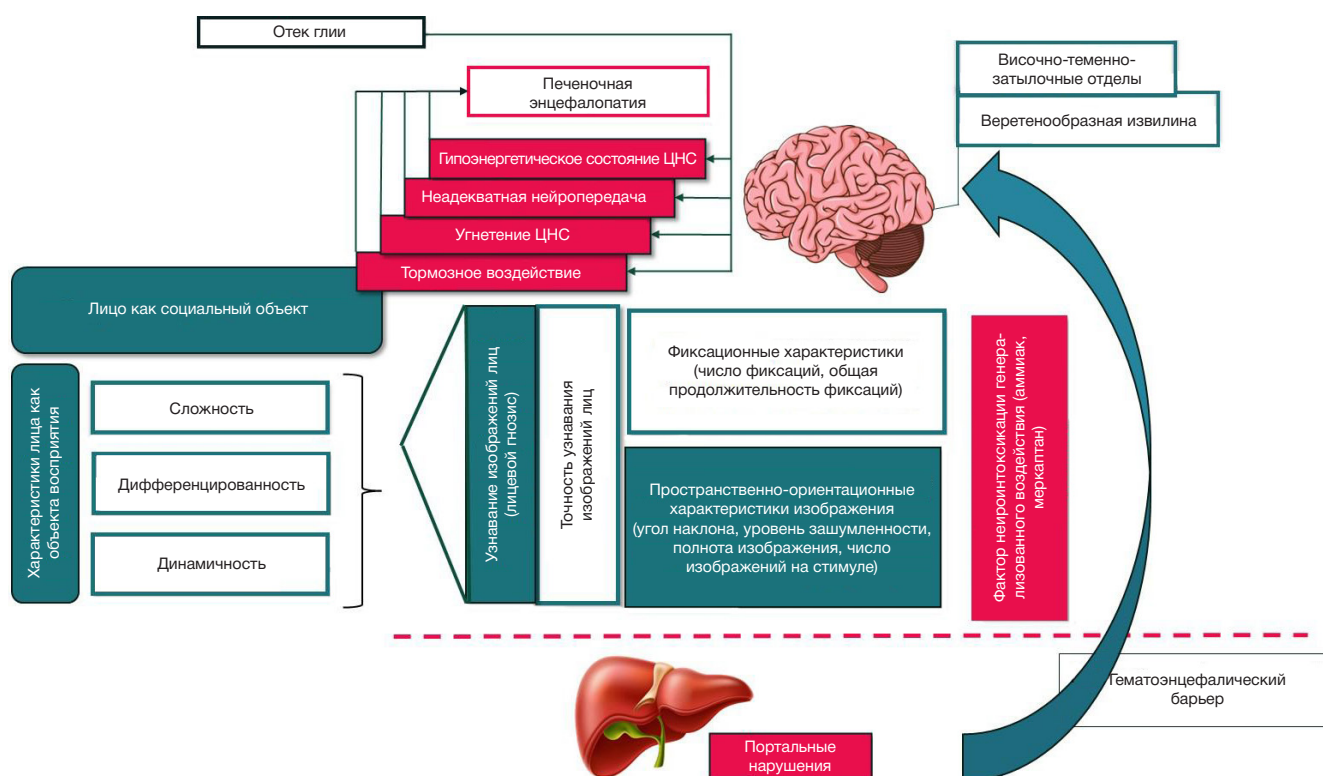 Отек глии
Печеночная
энцефалопатия
Височно-теменно-
затылочные отделы
Веретенообразная извилина
Гипоэнергетическое состояние ЦНС
Неадекватная нейропередача
Угнетение ЦНС
Тормозное воздействие
Лицо как социальный объект
Характеристики лица как
объекта восприятия
Сложность
Дифференцированность
Динамичность
Узнавание изображений лиц
(лицевой гнозис)
Точность узнавания
изображений лиц
Фиксационные характеристики
(число фиксаций, общая
продолжительность фиксаций)
Пространственно-ориентационные
характеристики изображения
(угол наклона, уровень зашумленности,
полнота изображения, число
изображений на стимуле)
Фактор неироинтоксикации генера-
лизованного воздействия (аммиак,
меркаптан)
Тематоэнцефалический
барьер
Портальные
нарушения